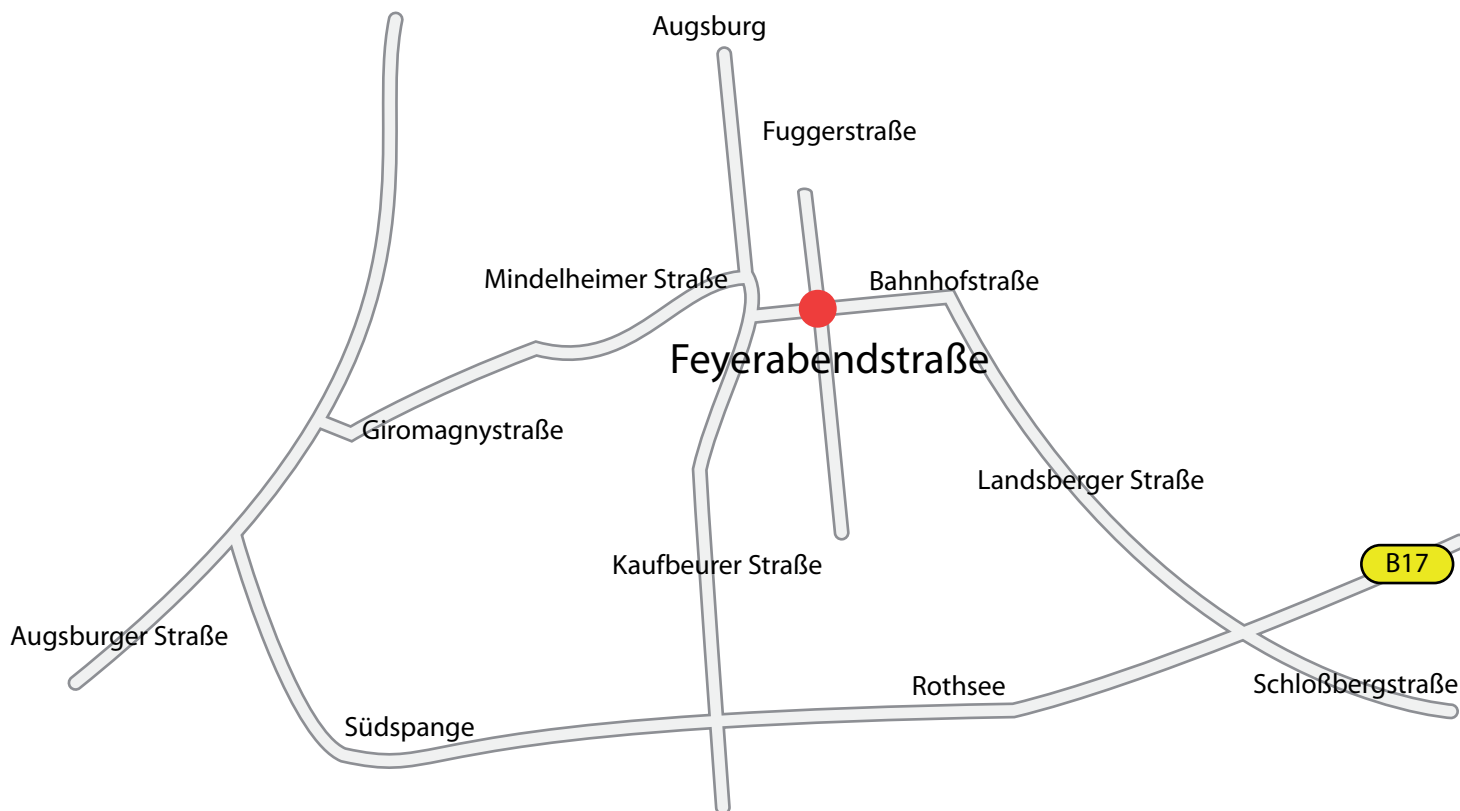 Augsburg
Fuggerstraße
Mindelheimer Straße
Bahnhofstraße
Feyerabendstraße
Giromagnystraße
Landsberger Straße
Kaufbeurer Straße
B17
Augsburger Straße
Rothsee
Schloßbergstraße
Südspange